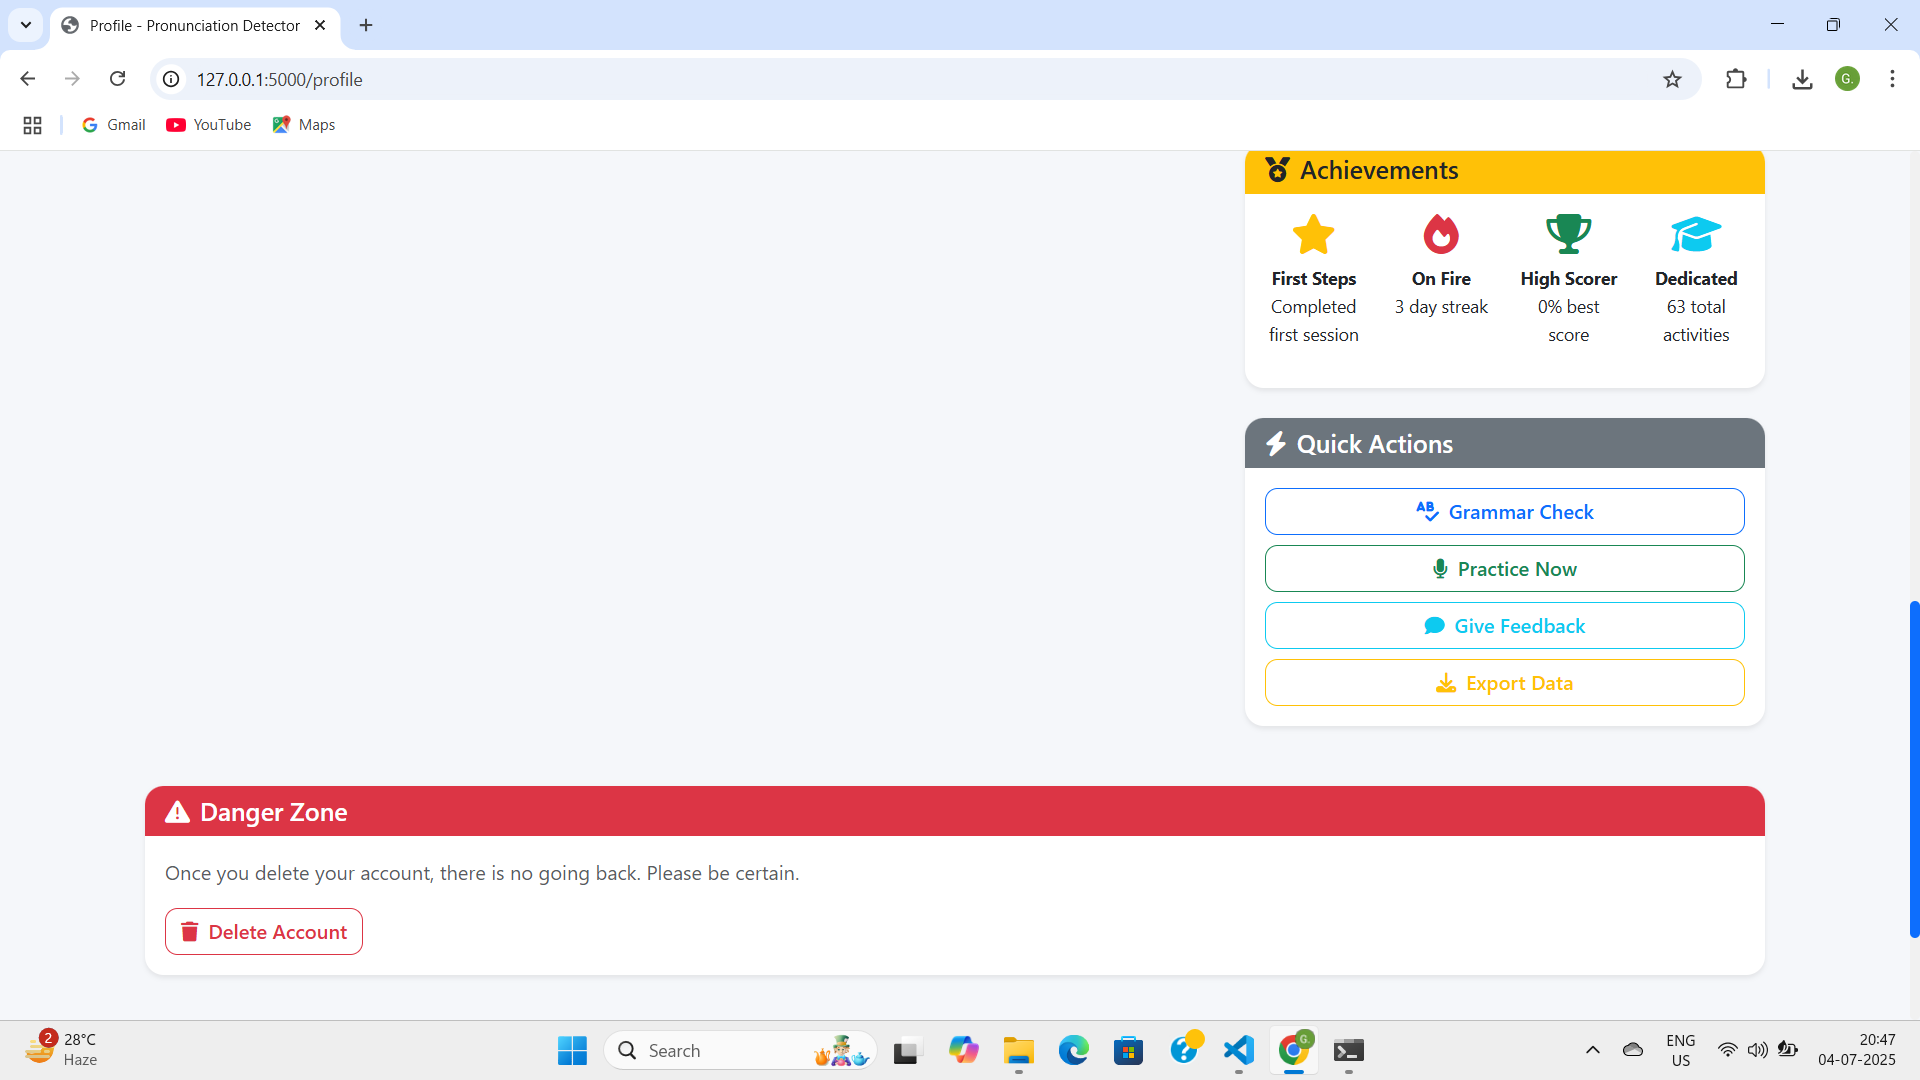 Profile - Pronunciation Detector
127.0.0.1:5000/profile
G.
Gmail
YouTube
Maps
Achievements
First Steps
Completed
first session
On Fire
3 day streak
High Scorer
0% best
score
Dedicated
63 total
activities
Quick Actions
AB Grammar Check
Practice Now
Give Feedback
Export Data
Danger Zone
Once you delete your account, there is no going back. Please be certain.
Delete Account
2
28°C
Haze
Search
G.
ENG
US
20:47
04-07-2025